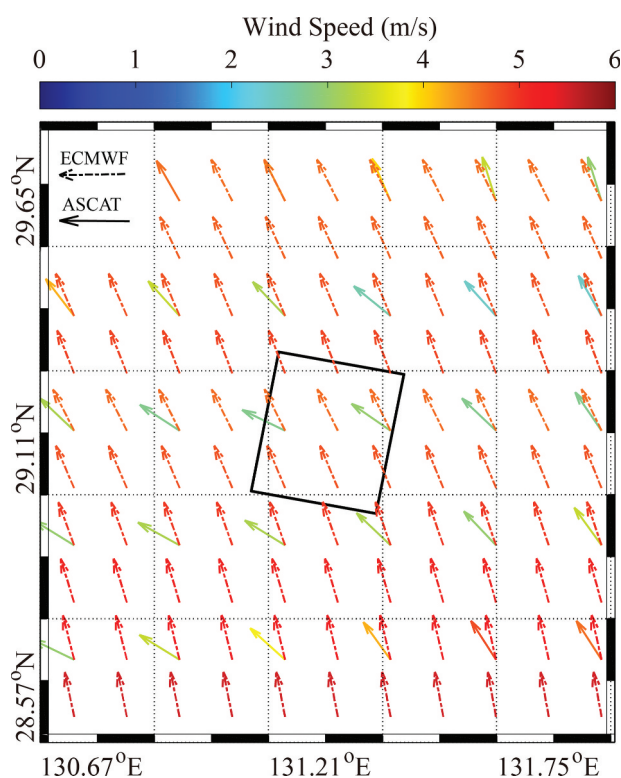 Wind Speed (m/s)
0 1 2 3 4 5 6
ECMWF
ASCAT
29.65°N
29.11°N
28.57°N
130.67°E 131.21°E 131.75°E